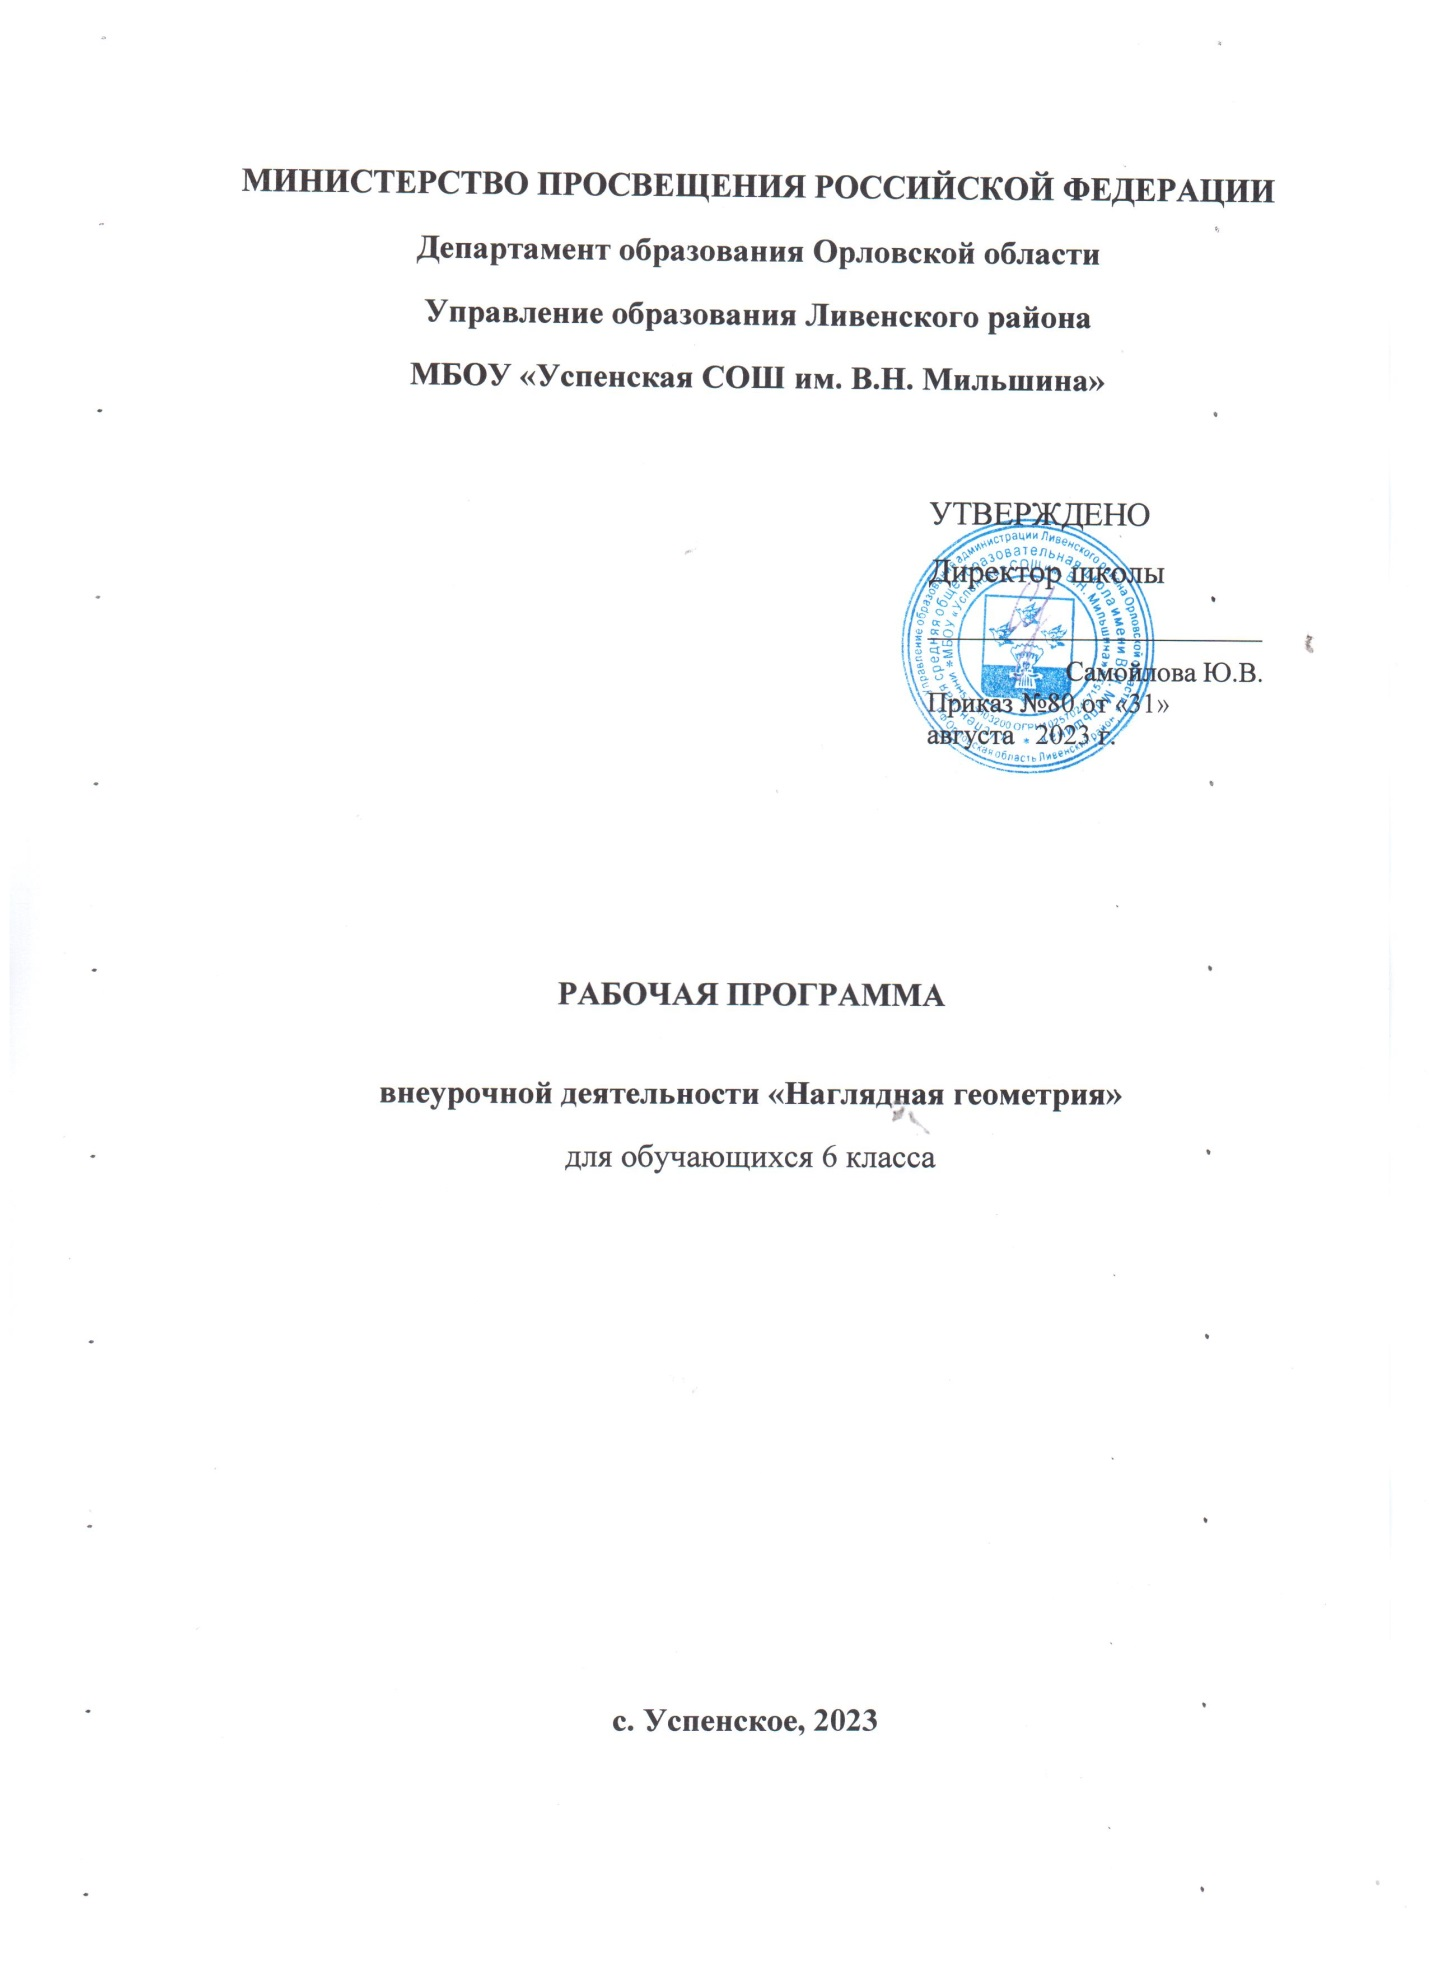 МИНИСТЕРСТВО ПРОСВЕЩЕНИЯ РОССИЙСКОЙ ФЕДЕРАЦИИ
Департамент образования Орловской области
Управление образования Ливенского района
МБОУ «Успенская СОШ им. В.Н. Мильшина»
УТВЕРЖДЕНО
Директор школы
Самойлова Ю.В.
Приказ №80 от «31»
августа 2023 г.
РАБОЧАЯ ПРОГРАММА
внеурочной деятельности «Наглядная геометрия»
для обучающихся 6 класса
с. Успенское, 2023